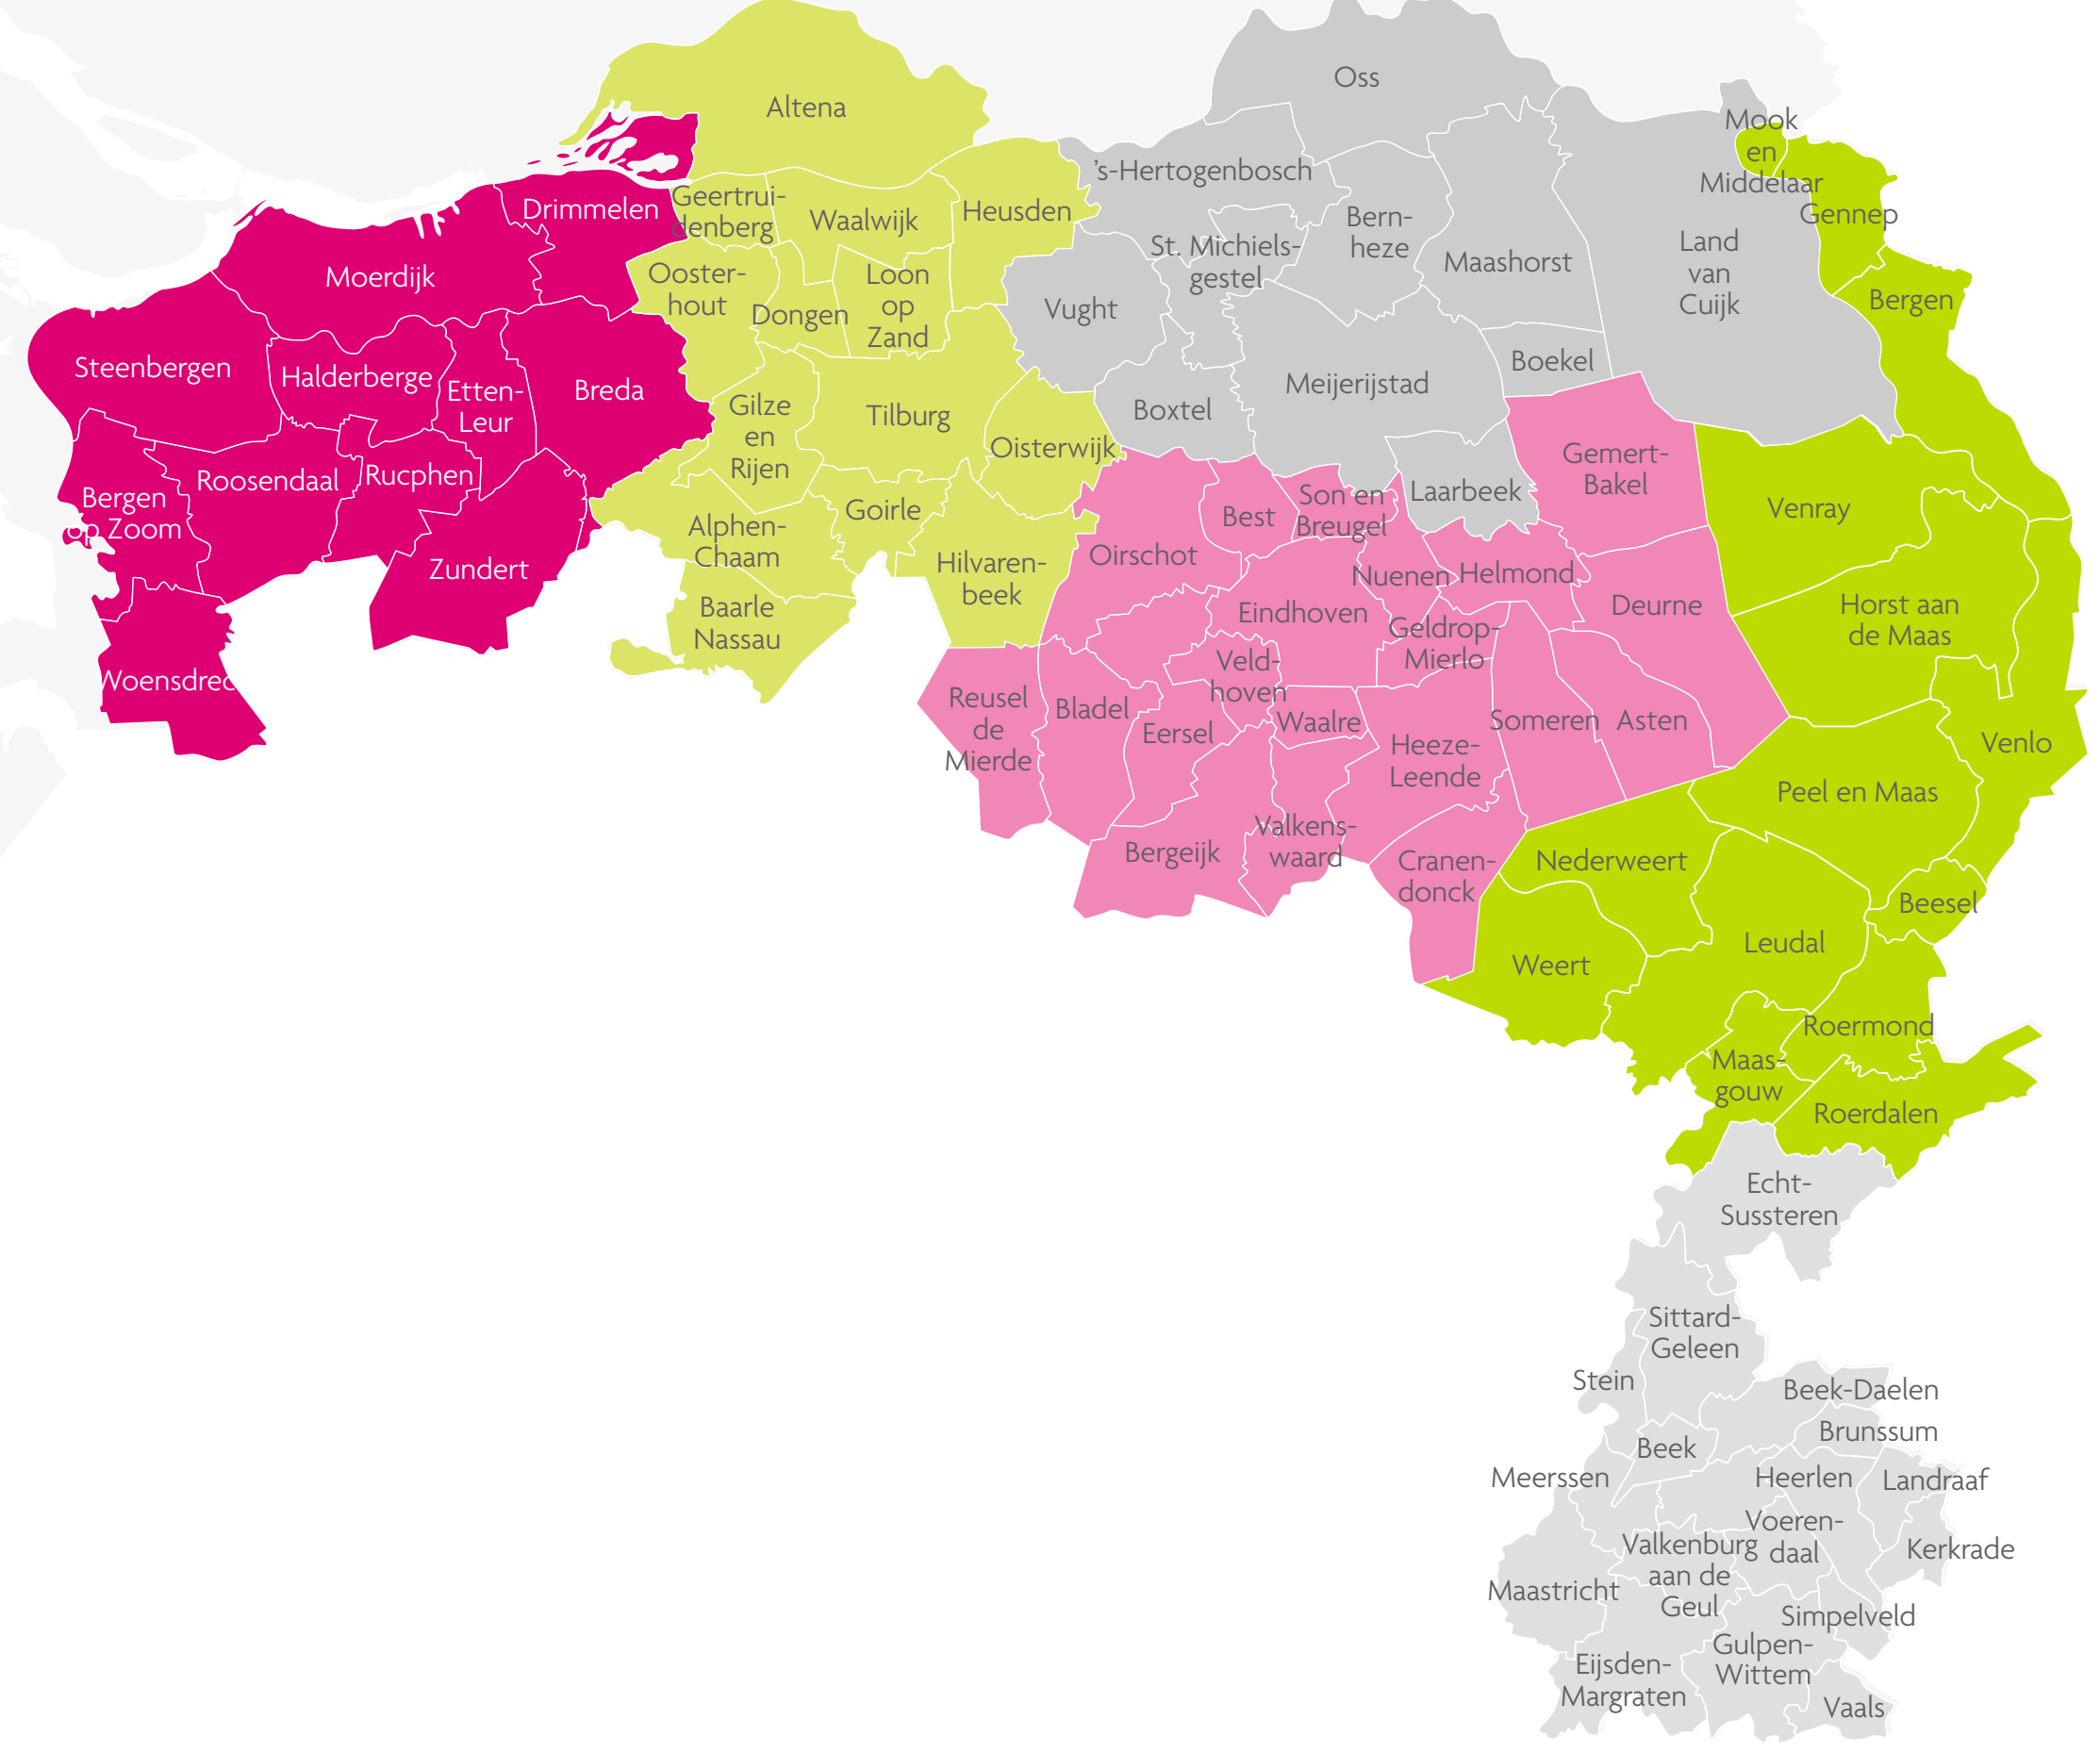 Oss
Altena
Mook
en
Middelaar
's-Hertogenbosch
Geertrui-
denberg
Drimmelen
Waalwijk
Heusden
Bern-
heze
Gennep
St. Michiels-
gestel
Maashorst
Land
van
Cuijk
Moerdijk
Ooster-
hout
Loon
op
Zand
Dongen
Vught
Bergen
Steenbergen
Halderberge
Etten-
Leur
Breda
Gilze
en
Rijen
Tilburg
Boxtel
Meijerijstad
Boekel
Oisterwijk
Gemert-
Bakel
Bergen
op Zoom
Roosendaal
Rucphen
Goirle
Best
Son en
Breugel
Laarbeek
Venray
Alphen-
Chaam
Zundert
Hilvaren-
beek
Oirschot
Nuenen
Helmond
Baarle
Nassau
Eindhoven
Geldrop-
Mierlo
Deurne
Horst aan
de Maas
Woensdrec
Reusel
de
Mierde
Bladel
Veld-
hoven
Eersel
Waalre
Heeze-
Leende
Someren
Asten
Venlo
Peel en Maas
Bergeijk
Valkens-
waard
Cranen-
donck
Nederweert
Beesel
Weert
Leudal
Roermond
Maas-
gouw
Roerdalen
Echt-
Sussteren
Sittard-
Geleen
Stein
Beek-Daelen
Brunssum
Beek
Meerssen
Heerlen
Landraaf
Voeren-
daal
Valkenburg
aan de
Geul
Kerkrade
Maastricht
Simpelveld
Gulpen-
Wittem
Eijsden-
Margraten
Vaals